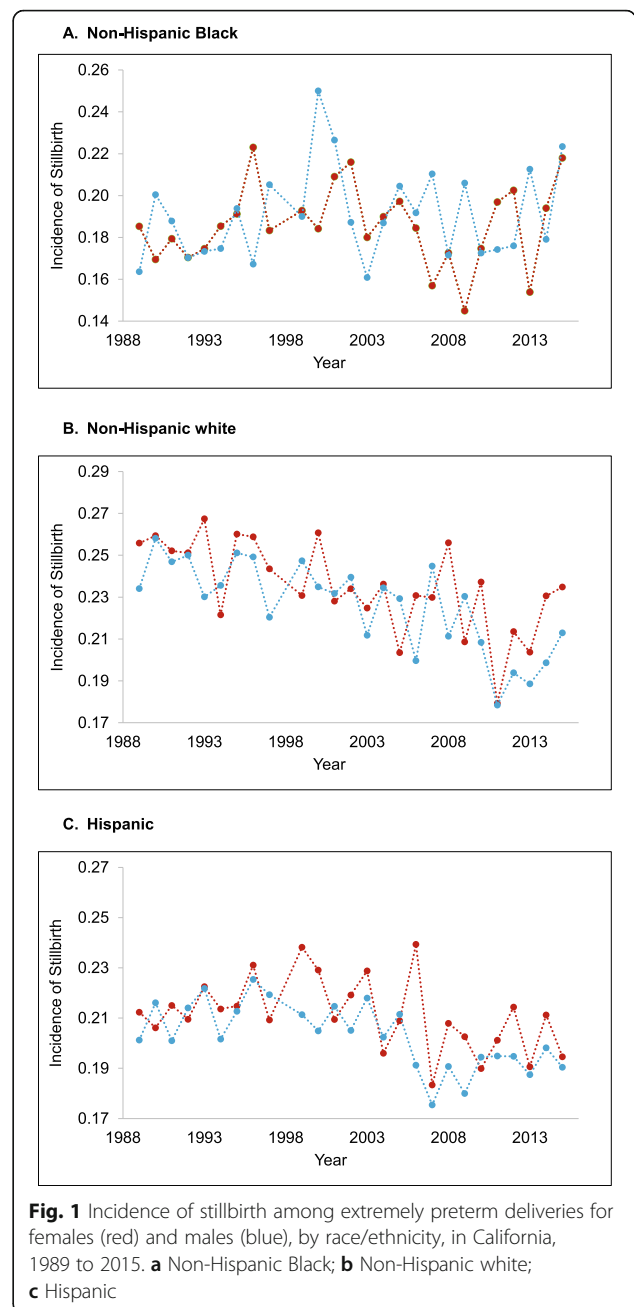 A. Non-Hispanic Black
0.26
0.24
0.22
0.20
0.18
0.16
0.14
Incidence of Stillbirth
1988 1993 1998 2003 2008 2013
Year
B. Non-Hispanic white
0.29
0.27
0.25
0.23
0.21
0.19
0.17
Incidence of Stillbirth
1988 1993 1998 2003 2008 2013
Year
C. Hispanic
0.27
0.25
0.23
0.21
0.19
0.17
Incidence of Stillbirth
1988 1993 1998 2003 2008 2013
Year
Fig. 1 Incidence of stillbirth among extremely preterm deliveries for
females (red) and males (blue), by race/ethnicity, in California,
1989 to 2015. a Non-Hispanic Black; b Non-Hispanic white;
c Hispanic